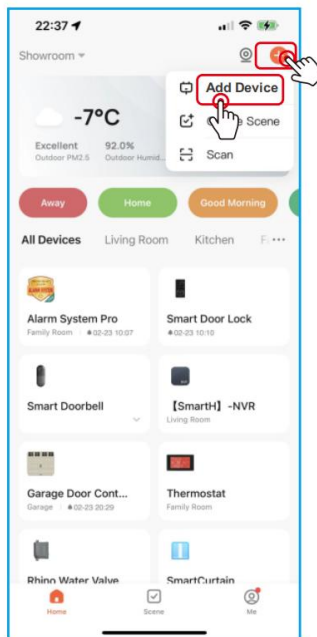 22:37
Showroom
Add Device
Scene
Scan
-7°C
Excellent 92.0%
Outdoor PM2.5 Outdoor Humid...
Away Home Good Morning
All Devices Living Room Kitchen
Alarm System Pro Smart Door Lock
Family Room 02-23 10:07 02-23 10:10
Smart Doorbell 【SmartH】-NVR
Living Room
Garage Door Cont... Thermostat
Garage 02-23 20:29 Family Room
Rhino Water Valve SmartCurtain
Home Scene Me